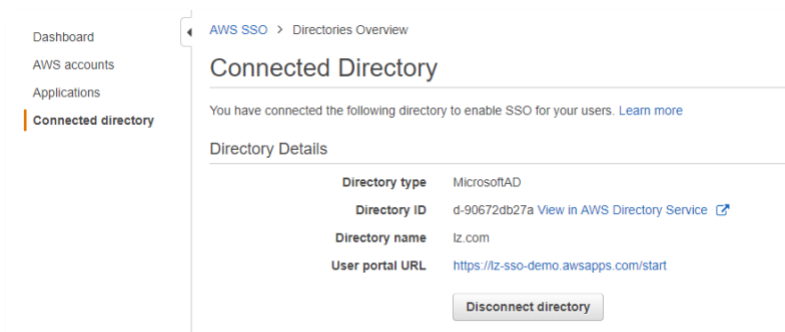 Dashboard
AWS accounts
Applications
Connected directory
AWS SSO > Directories Overview
Connected Directory
You have connected the following directory to enable SSO for your users. Learn more
Directory Details
Directory type MicrosoftAD
Directory ID d-90672db27a View in AWS Directory Service
Directory name lz.com
User portal URL https://lz-sso-demo.awsapps.com/start
Disconnect directory